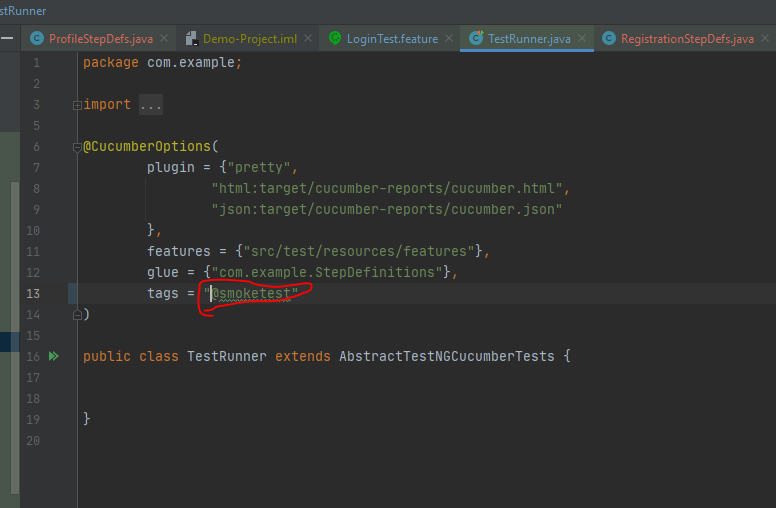 stRunner
ProfileStepDefs.java Demo-Project.iml LoginTest.feature TestRunner.java RegistrationStepDefs.java
1 package com.example;
2
3 import ...
5
6 @CucumberOptions(
7 plugin = {"pretty",
8 "html:target/cucumber-reports/cucumber.html",
9 "json:target/cucumber-reports/cucumber.json"
10 },
11 features = {"src/test/resources/features"},
12 glue = {"com.example.StepDefinitions"},
13 tags = "@smoketest"
14 )
15
16 public class TestRunner extends AbstractTestNGCucumberTests {
17
18
19 }
20